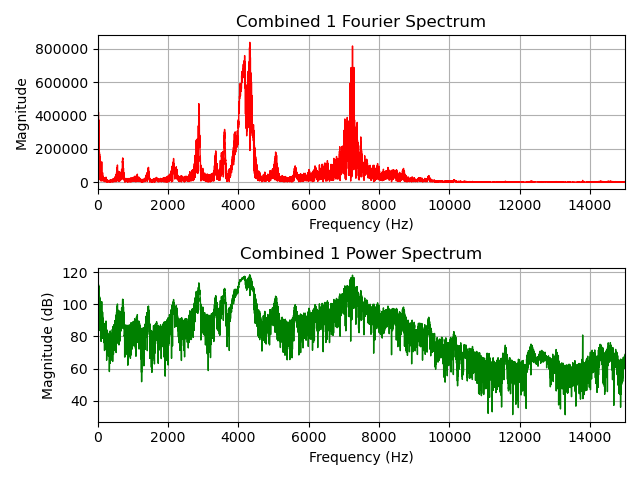 Combined 1 Fourier Spectrum
800000
600000
400000
200000
0
Magnitude
0 2000 4000 6000 8000 10000 12000 14000
Frequency (Hz)
Combined 1 Power Spectrum
120
100
80
60
40
Magnitude (dB)
0 2000 4000 6000 8000 10000 12000 14000
Frequency (Hz)